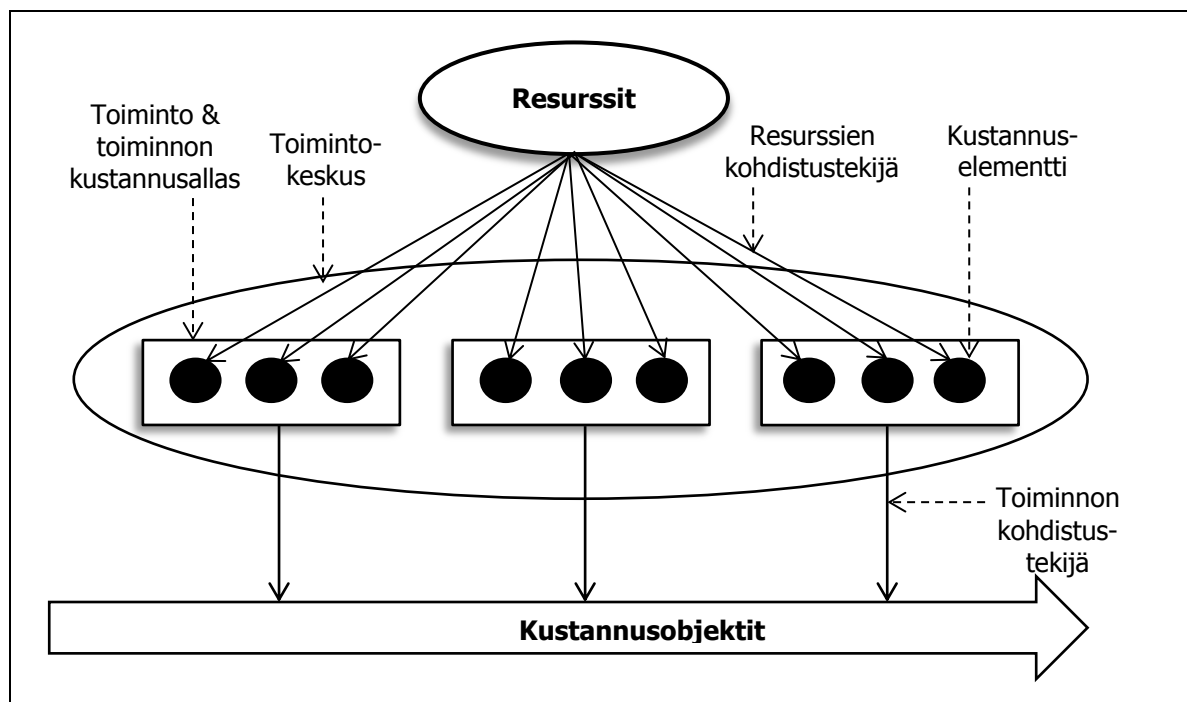 Resurssit
Toiminto &
toiminnon
kustannusallas
Toiminto-
keskus
Resurssien
kohdistustekijä
Kustannus-
elementti
Toiminnon
kohdistus-
tekijä
Kustannusobjektit